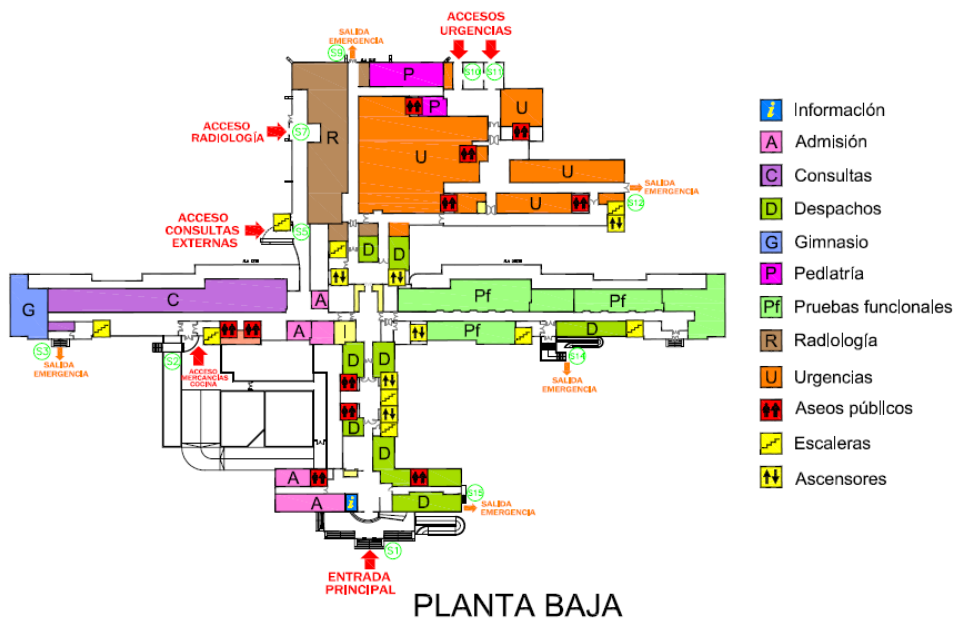 ACCESOS
URGENCIAS
SALIDA
EMERGENCIA
S9
S10
S11
P
P
U
ACCESO
RADIOLOGÍA
S7
R
U
U
U
SALIDA
EMERGENCIA
S12
ACCESO
CONSULTAS
EXTERNAS
S5
D
D
G
C
A
Pf
Pf
Pf
A
I
D
S3
SALIDA
EMERGENCIA
S2
ACCESO
MERCANCÍAS
COCINA
D
D
S14
SALIDA
EMERGENCIA
D
D
A
A
i
D
D
S15
SALIDA
EMERGENCIA
S1
ENTRADA
PRINCIPAL
PLANTA BAJA
i Información
A Admisión
C Consultas
D Despachos
G Gimnasio
P Pediatría
Pf Pruebas funcionales
R Radiología
U Urgencias
Aseos públicos
Escaleras
Ascensores